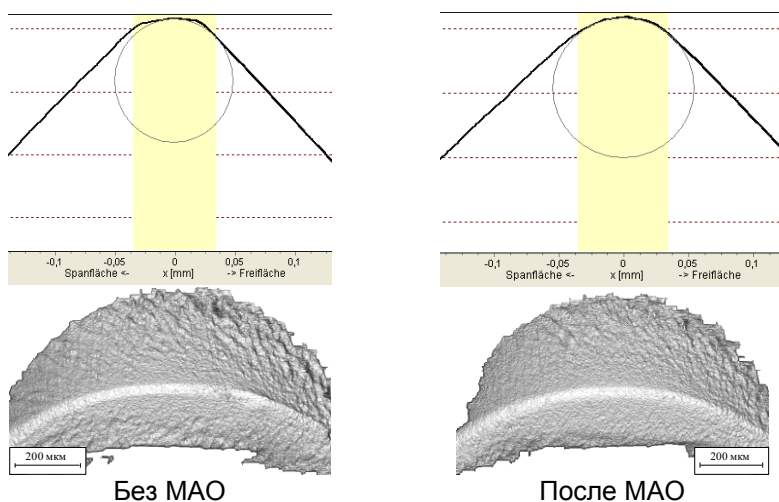 -0,1 -0,05 0 0,05 0,1
Spanfläche <- x [mm] -> Freifläche
200 мкм
Без МАО
-0,1 -0,05 0 0,05 0,1
Spanfläche <- x [mm] -> Freifläche
200 мкм
После МАО